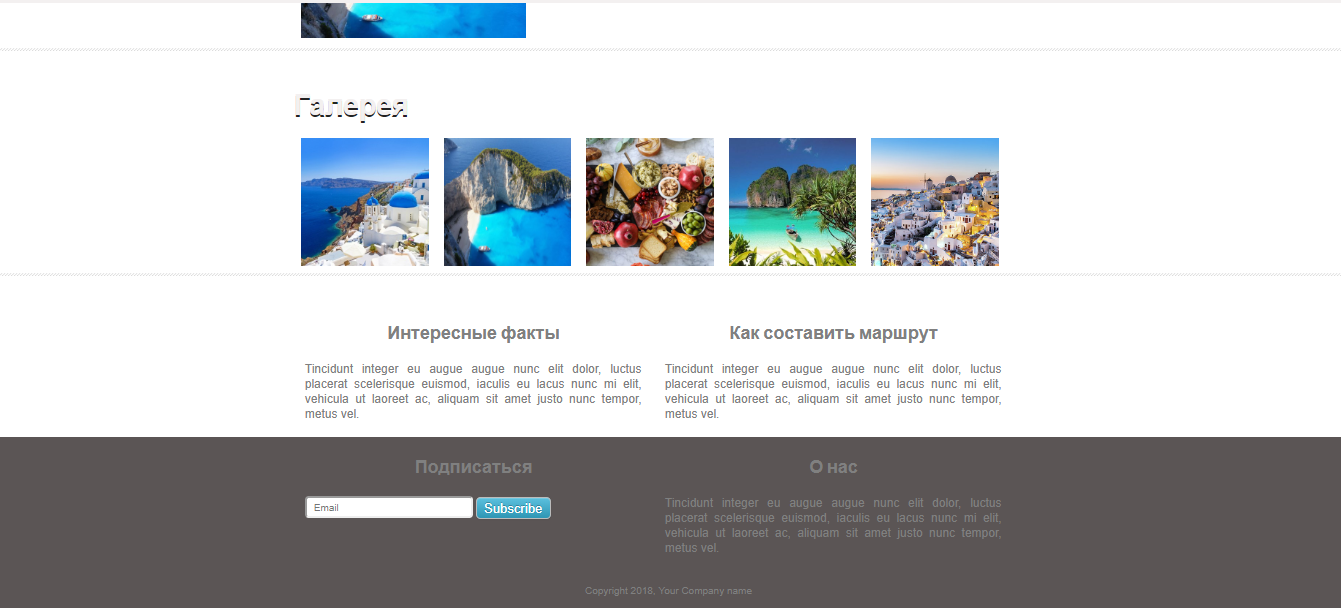 Галерея
Интересные факты
Tincidunt integer eu augue augue nunc elit dolor, luctus
placerat scelerisque euismod, iaculis eu lacus nunc mi elit,
vehicula ut laoreet ac, aliquam sit amet justo nunc tempor,
metus vel.
Как составить маршрут
Tincidunt integer eu augue augue nunc elit dolor, luctus
placerat scelerisque euismod, iaculis eu lacus nunc mi elit,
vehicula ut laoreet ac, aliquam sit amet justo nunc tempor,
metus vel.
Подписаться
Email
Subscribe
О нас
Tincidunt integer eu augue augue nunc elit dolor, luctus
placerat scelerisque euismod, iaculis eu lacus nunc mi elit,
vehicula ut laoreet ac, aliquam sit amet justo nunc tempor,
metus vel.
Copyright 2018. Your Company name